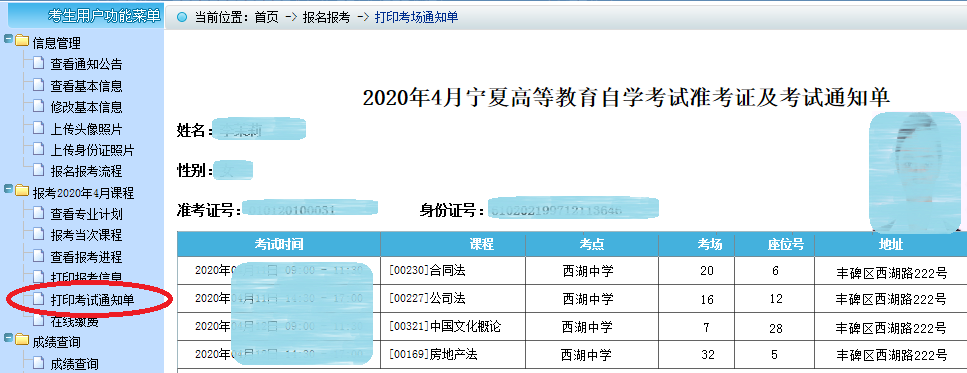 考生用户功能菜单
当前位置：首页 -> 报名报考 -> 打印考场通知单
信息管理
查看通知公告
查看基本信息
修改基本信息
上传头像照片
上传身份证照片
报名报考流程
报考2020年4月课程
查看专业计划
报考当次课程
查看报考进程
打印报考信息
打印考试通知单
在线缴费
成绩查询
成绩查询
2020年4月宁夏高等教育自学考试准考证及考试通知单
姓名：
性别：
准考证号： 身份证号：
考试时间 课程 考点 考场 座位号 地址
2020年 [00230]合同法 西湖中学 20 6 丰碑区西湖路222号
2020年 [00227]公司法 西湖中学 16 12 丰碑区西湖路222号
2020年 [00321]中国文化概论 西湖中学 7 28 丰碑区西湖路222号
2020年 [00169]房地产法 西湖中学 32 5 丰碑区西湖路222号